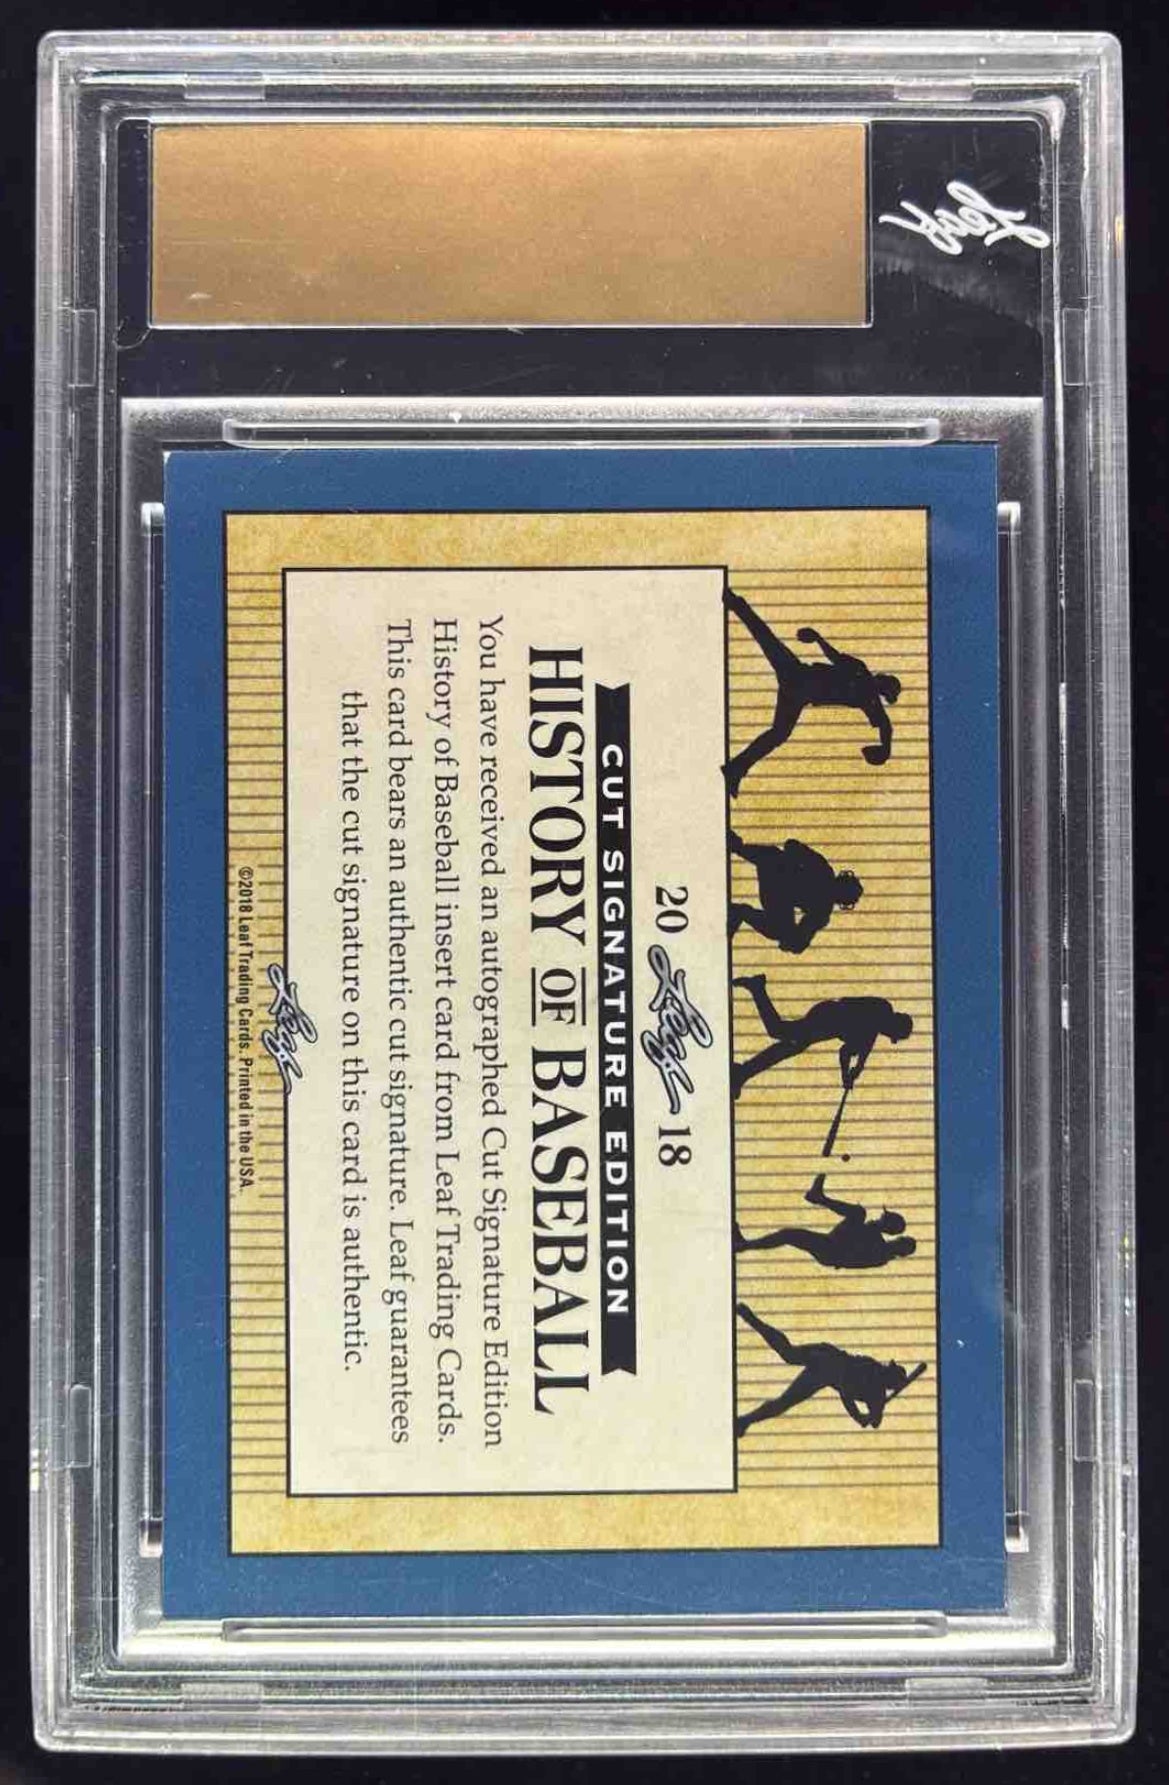 Leaf
20 Leaf 18
CUT SIGNATURE EDITION
HISTORY OF BASEBALL
You have received an autographed Cut Signature Edition
History of Baseball insert card from Leaf Trading Cards.
This card bears an authentic cut signature. Leaf guarantees
that the cut signature on this card is authentic.
Leaf
©2018 Leaf Trading Cards. Printed in the USA.